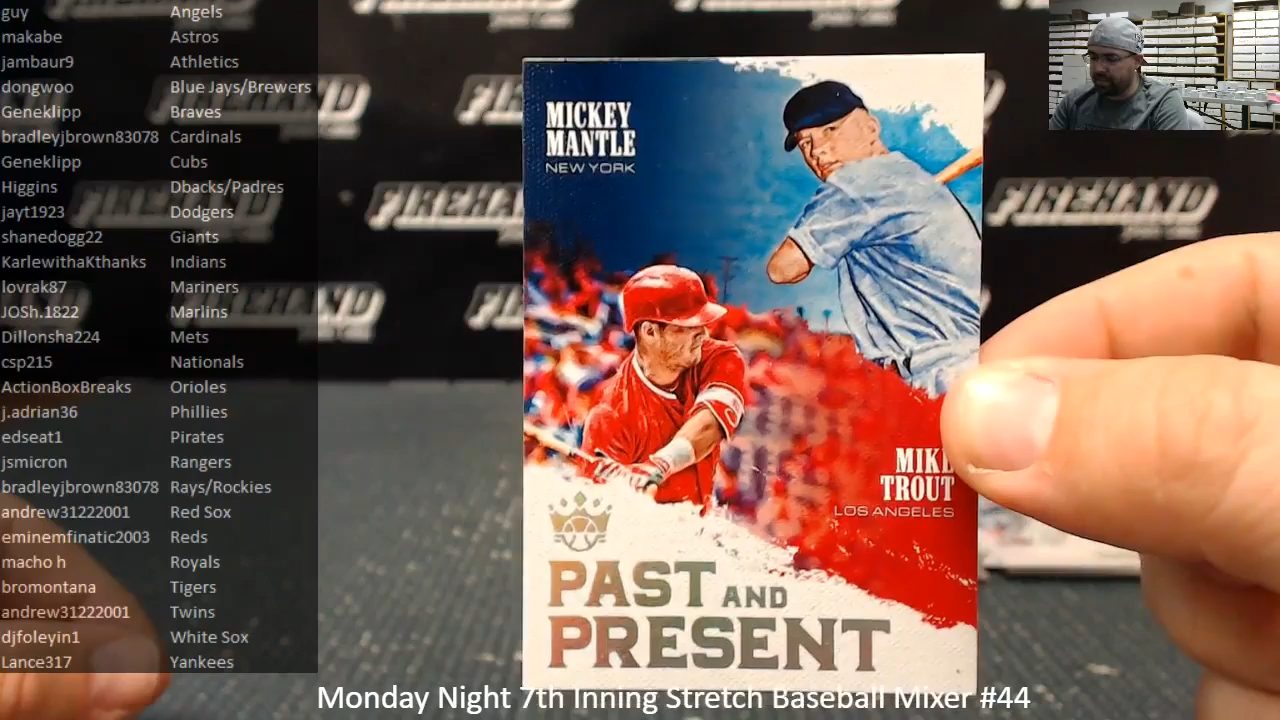 guy Angels
makabe Astros
jambaur9 Athletics
dongwoo Blue Jays/Brewers
Geneklipp Braves
bradleyjbrown83078 Cardinals
Geneklipp Cubs
Higgins Dbacks/Padres
jayt1923 Dodgers
shanedogg22 Giants
KarlewithaKthanks Indians
lovrak87 Mariners
JOSh.1822 Marlins
Dillonsha224 Mets
csp215 Nationals
ActionBoxBreaks Orioles
j.adrian36 Phillies
edseat1 Pirates
jsmicron Rangers
bradleyjbrown83078 Rays/Rockies
andrew31222001 Red Sox
eminemfinatic2003 Reds
macho h Royals
bromontana Tigers
andrew31222001 Twins
djfoleyin1 White Sox
Lance317 Yankees
MICKEY
MANTLE
NEW YORK
MIKE
TROUT
LOS ANGELES
PAST AND
PRESENT
FIREHAND
Monday Night 7th Inning Stretch Baseball Mixer #44